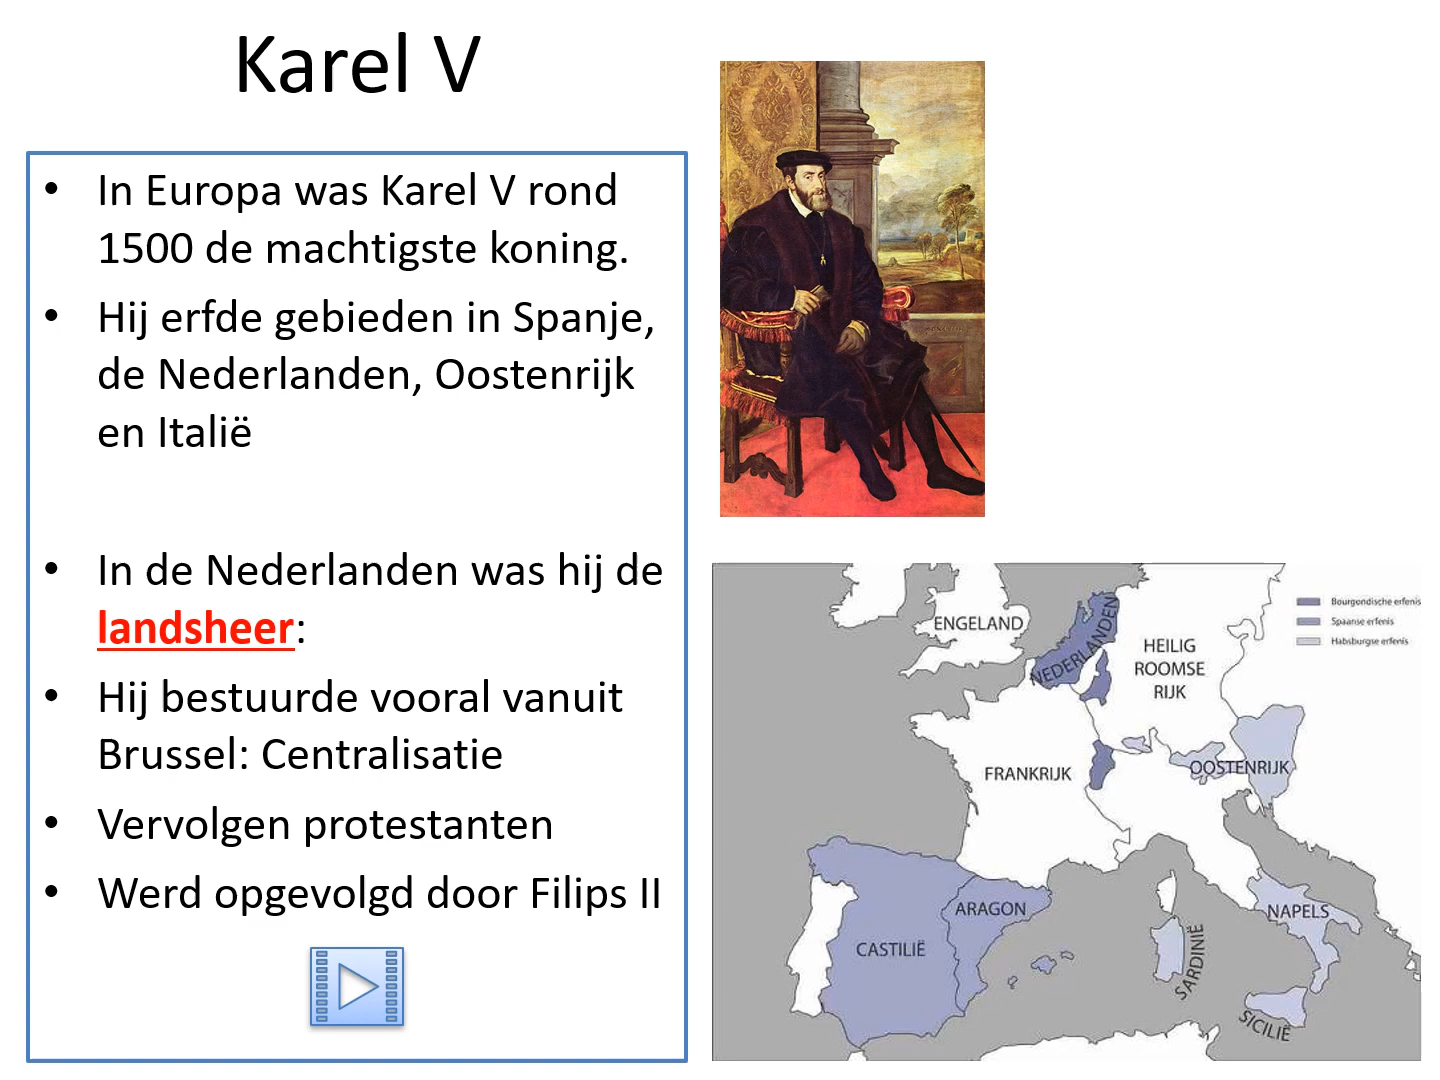 Karel V
• In Europa was Karel V rond
1500 de machtigste koning.
• Hij erfde gebieden in Spanje,
de Nederlanden, Oostenrijk
en Italië
• In de Nederlanden was hij de
landsheer:
• Hij bestuurde vooral vanuit
Brussel: Centralisatie
• Vervolgen protestanten
• Werd opgevolgd door Filips II
ENGELAND
NEDERLANDEN
HEILIG
ROOMSE
RIJK
Bourgondische erfenis
Spaanse erfenis
Habsburgse erfenis
FRANKRIJK
OOSTENRIJK
ARAGON
CASTILIË
NAPELS
SARDINIË
SICILIË